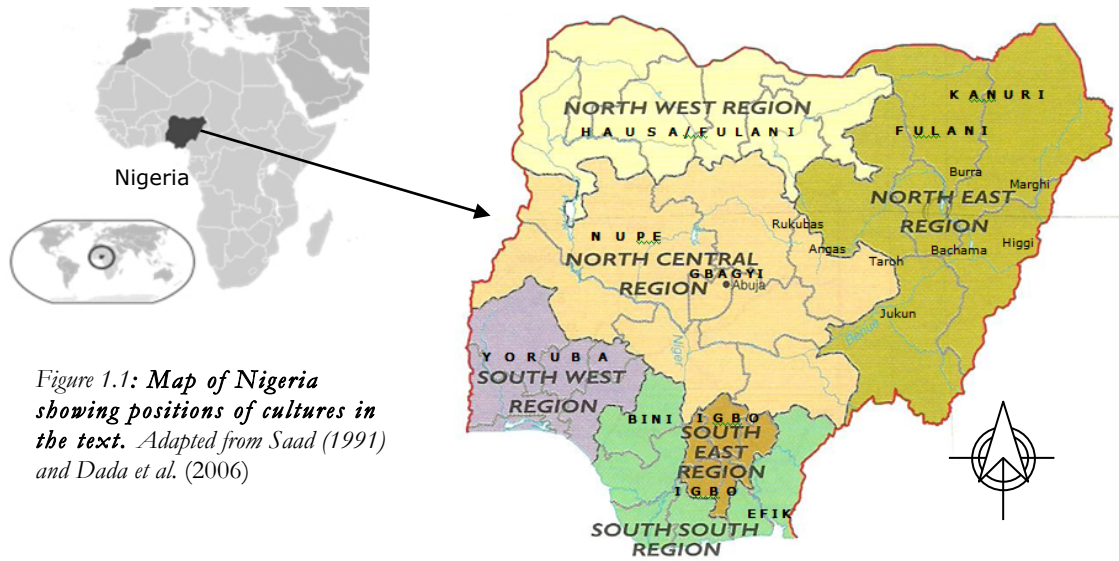 Nigeria
Figure 1.1: Map of Nigeria
showing positions of cultures in
the text. Adapted from Saad (1991)
and Dada et al. (2006)
NORTH WEST REGION
HAUSA/FULANI
KANURI
FULANI
Burra
Marghi
NORTH EAST
REGION
Rukubas
Angas
Taroh
Bachama
Higgi
Jukun
Benue
NUPE
NORTH CENTRAL
GBAGYI
REGION
Abuja
Niger
YORUBA
SOUTH WEST
REGION
BINI
IGBO
SOUTH
EAST
REGION
IGBO
EFIK
SOUTH SOUTH
REGION